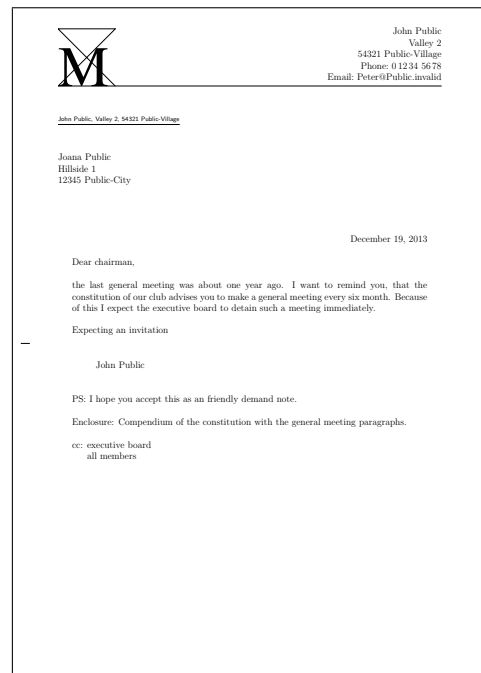 M
John Public
Valley 2
54321 Public-Village
Phone: 0 12 34 56 78
Email: Peter@Public.invalid
John Public, Valley 2, 54321 Public-Village
Joana Public
Hillside 1
12345 Public-City
December 19, 2013
Dear chairman,
the last general meeting was about one year ago. I want to remind you, that the
constitution of our club advises you to make a general meeting every six month. Because
of this I expect the executive board to detain such a meeting immediately.
Expecting an invitation
John Public
PS: I hope you accept this as an friendly demand note.
Enclosure: Compendium of the constitution with the general meeting paragraphs.
cc: executive board
all members